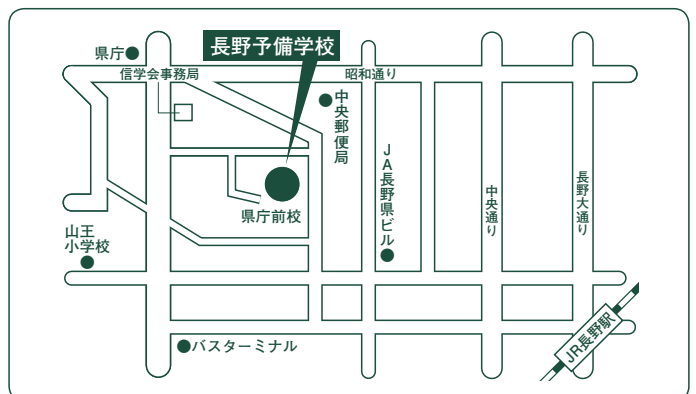 長野予備学校
県庁
信学会事務局
昭和通り
中央郵便局
JA長野県ビル
中央通り
長野大通り
県庁前校
山王
小学校
バスターミナル
JR長野駅